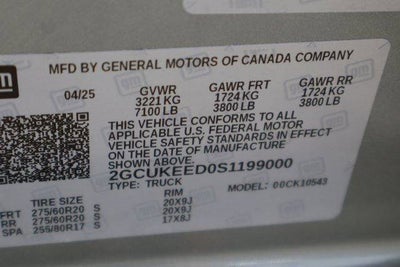 gm MFD BY GENERAL MOTORS OF CANADA COMPANY
04/25 GVWR GAWR FRT GAWR RR
3221 KG 1724 KG 1724 KG
7100 LB 3800 LB 3800 LB
THIS VEHICLE CONFORMS TO ALL
APPLICABLE U.S. FEDERAL MOTOR
VEHICLE SAFETY STANDARDS IN EFFECT
ON THE DATE OF MANUFACTURE
SHOWN ABOVE.
2GCUKEED0S1199000
TYPE: TRUCK MODEL: 00CK10543
TIRE SIZE RIM
FRT 275/60R20 S 20X9J
RR 275/60R20 S 20X9J
SPA 255/80R17 S 17X8J